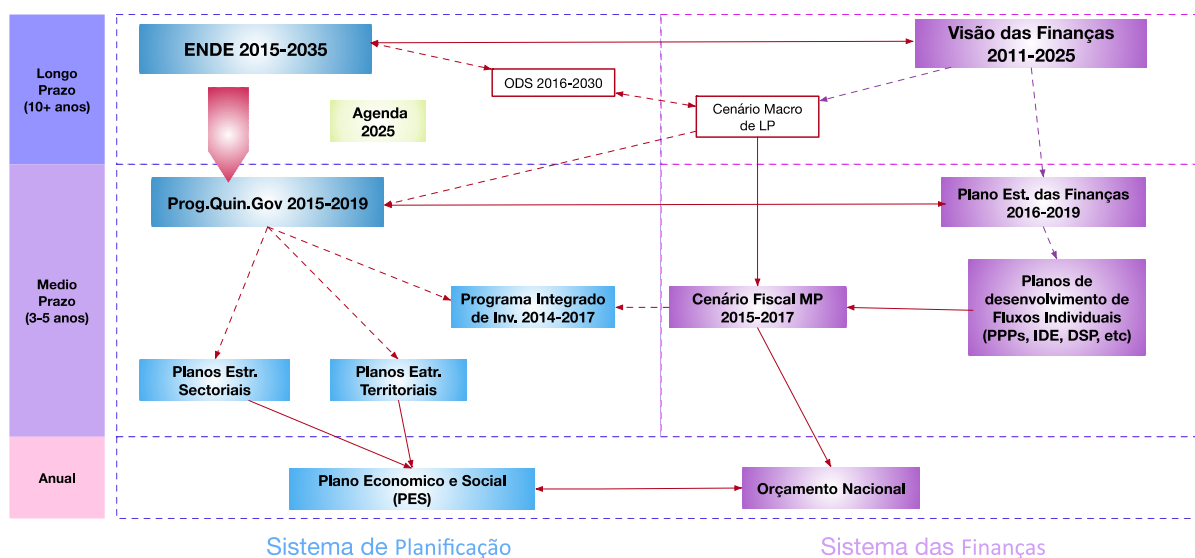 Longo
Prazo
(10+ anos)
ENDE 2015-2035
Visão das Finanças
2011-2025
ODS 2016-2030
Agenda
2025
Cenário Macro
de LP
Medio
Prazo
(3-5 anos)
Prog.Quin.Gov 2015-2019
Plano Est. das Finanças
2016-2019
Programa Integrado
de Inv. 2014-2017
Cenário Fiscal MP
2015-2017
Planos de
desenvolvimento de
Fluxos Individuais
(PPPs, IDE, DSP, etc)
Planos Estr.
Sectoriais
Planos Eatr.
Territoriais
Anual
Plano Economico e Social
(PES)
Orçamento Nacional
Sistema de Planificação
Sistema das Finanças